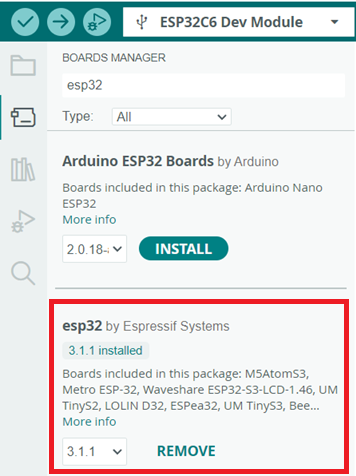 ESP32C6 Dev Module
BOARDS MANAGER
esp32
Type: All
Arduino ESP32 Boards by Arduino
Boards included in this package: Arduino Nano
ESP32
More info
2.0.18-
INSTALL
esp32 by Espressif Systems
3.1.1 installed
Boards included in this package: M5AtomS3,
Metro ESP-32, Waveshare ESP32-S3-LCD-1.46, UM
TinyS2, LOLIN D32, ESPea32, UM TinyS3, Bee...
More info
3.1.1
REMOVE